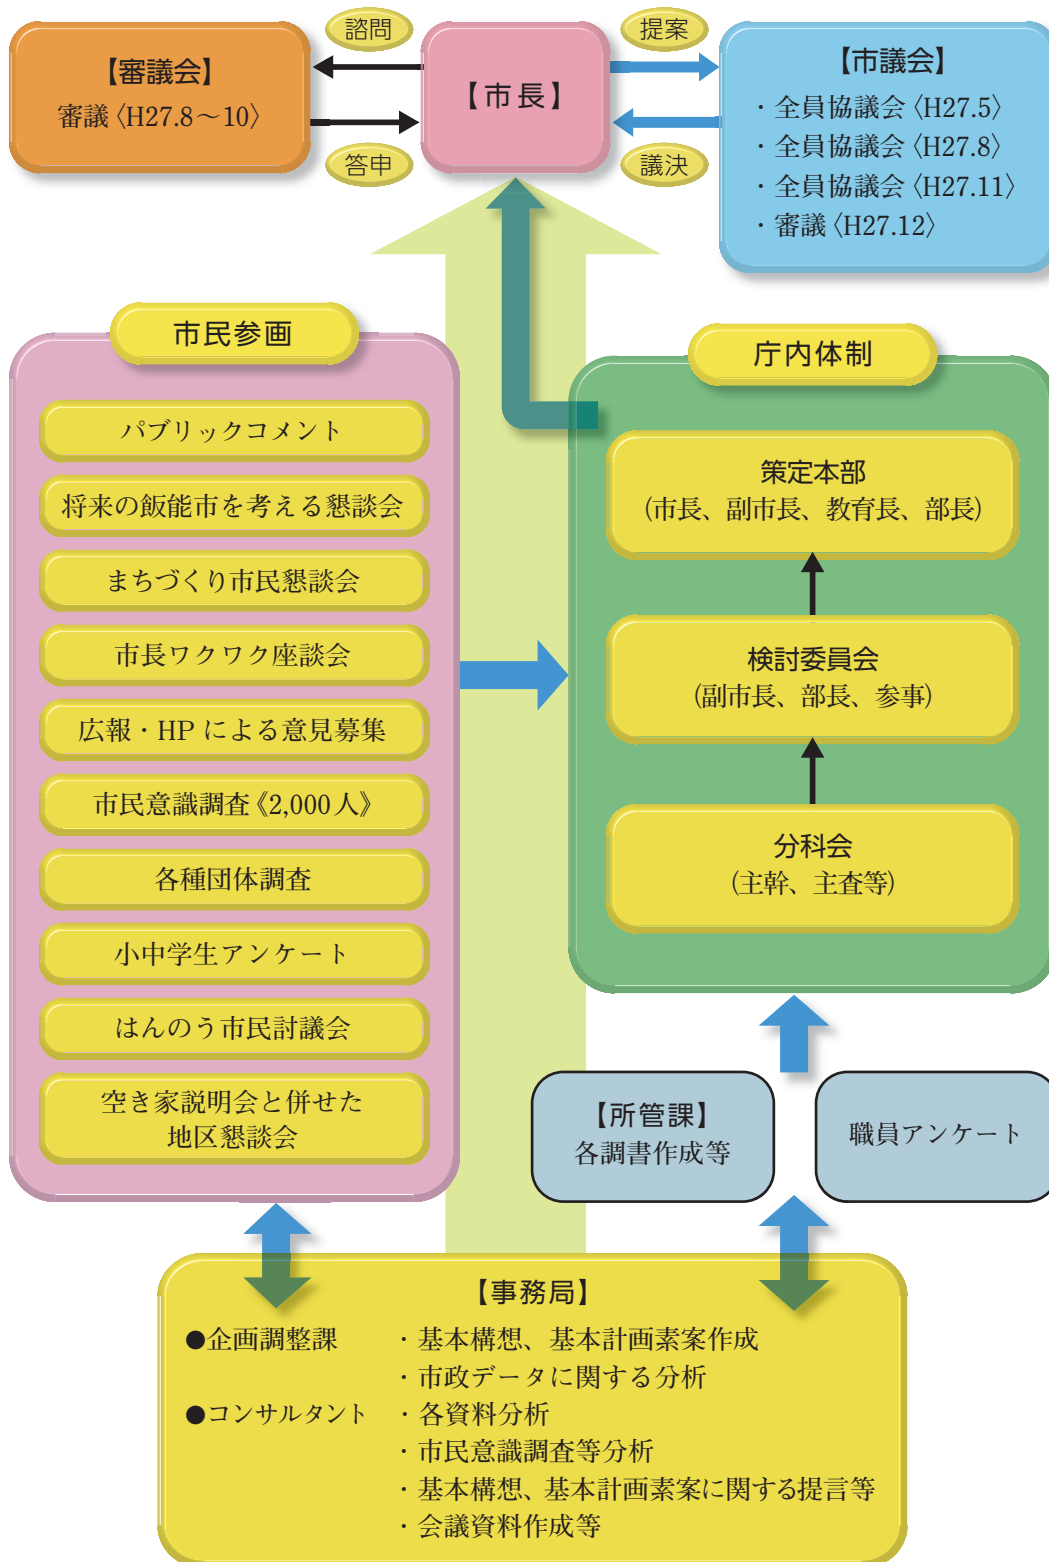 諮問
提案
【審議会】
審議〈H27.8～10〉
【市長】
【市議会】
・全員協議会〈H27.5〉
・全員協議会〈H27.8〉
・全員協議会〈H27.11〉
・審議〈H27.12〉
答申
議決
市民参画
パブリックコメント
将来の飯能市を考える懇談会
まちづくり市民懇談会
市長ワクワク座談会
広報・HPによる意見募集
市民意識調査《2,000人》
各種団体調査
小中学生アンケート
はんのう市民討議会
空き家説明会と併せた
地区懇談会
庁内体制
策定本部
(市長、副市長、教育長、部長)
検討委員会
(副市長、部長、参事)
分科会
(主幹、主査等)
【所管課】
各調書作成等
職員アンケート
【事務局】
●企画調整課 ・基本構想、基本計画素案作成
・市政データに関する分析
●コンサルタント ・各資料分析
・市民意識調査等分析
・基本構想、基本計画素案に関する提言等
・会議資料作成等